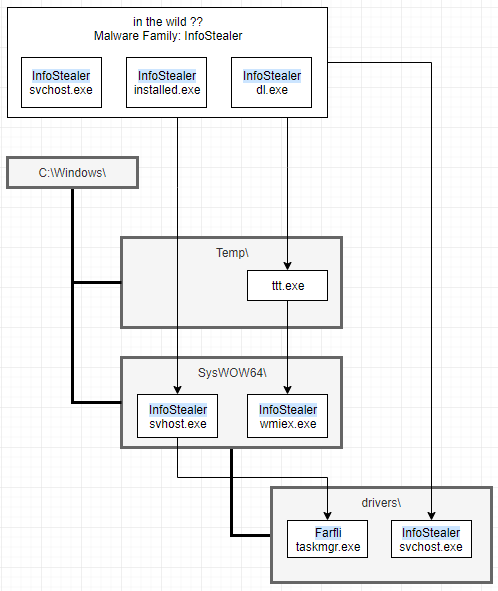 in the wild ??
Malware Family: InfoStealer
InfoStealer
svchost.exe
InfoStealer
installed.exe
InfoStealer
dl.exe
C:\Windows\
Temp\
ttt.exe
SysWOW64\
InfoStealer
svhost.exe
InfoStealer
wmiex.exe
drivers\
Farfli
taskmgr.exe
InfoStealer
svchost.exe